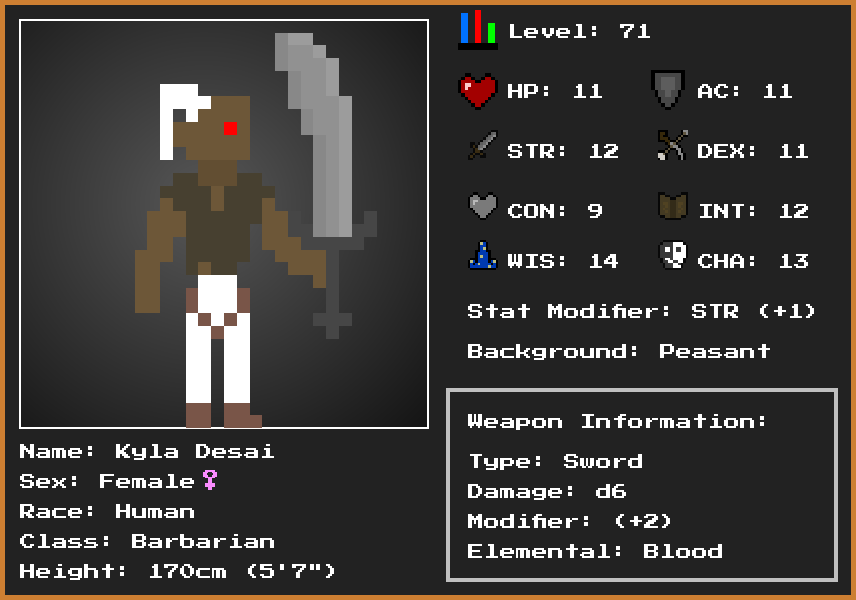 Level: 71
HP: 11 AC: 11
STR: 12 DEX: 11
CON: 9 INT: 12
WIS: 14 CHA: 13
Stat Modifier: STR (+1)
Background: Peasant
Weapon Information:
Type: Sword
Damage: d6
Modifier: (+2)
Elemental: Blood
Name: Kyla Desai
Sex: Female♀
Race: Human
Class: Barbarian
Height: 170cm (5'7")